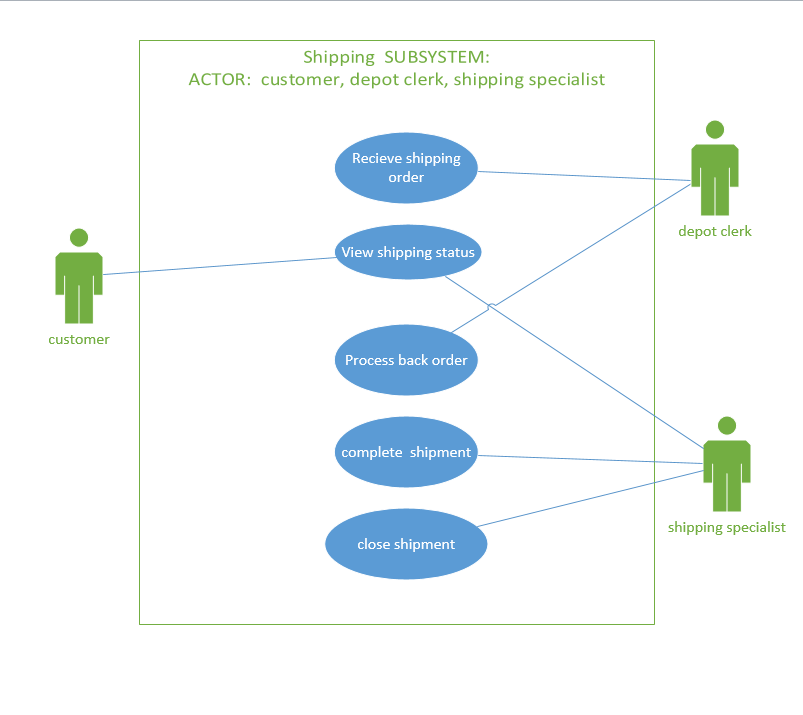 Shipping  SUBSYSTEM:
ACTOR:  customer, depot clerk, shipping specialist
Recieve shipping
order
depot clerk
View shipping status
customer
Process back order
complete  shipment
shipping specialist
close shipment